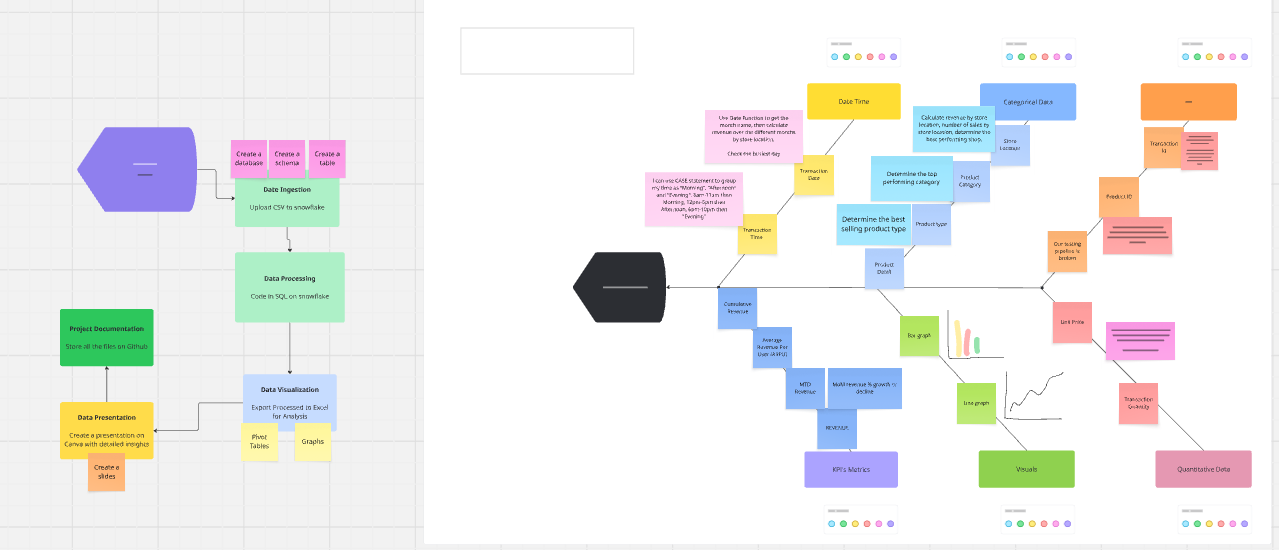 Create a
database
Create a
schema
Create a
table
Date Ingestion
Upload CSV to snowflake
Data Processing
Code in SQL on snowflake
Project Documentation
Store all the files on Github
Data Visualization
Export Processed to Excel
for Analysis
Pivot
Tables
Graphs
Data Presentation
Create a presentation on
Canva with detailed insights
Create a
slides
Date Time
Use Date Function to get the
month name, then calculate
revenue over the different months
by store location.
Check the busiest day
Transaction
Date
I can use CASE statement to group
my time as "Morning", "Afternoon"
and "Evening".
Morning, 12pm-5pm then
Afternoon, 6pm-10pm then
"Evening"
Transaction
Time
Categorical Data
Calculate revenue by store
location, number of sales by
store location, determine the
best performing shop.
Store
Location
Determine the top
performing category
Product
Category
Determine the best
selling product type
Product type
Product
Detail
Transaction
Id
Product ID
Our testing
pipeline is
broken
Cumulative
Revenue
Average
Revenue Per
User (ARPU)
MTD
Revenue
MoM revenue % growth or
decline
REVENUE
KPI's Metrics
Bar graph
Line graph
Visuals
Unit Price
Transaction
Quantity
Quantitative Data